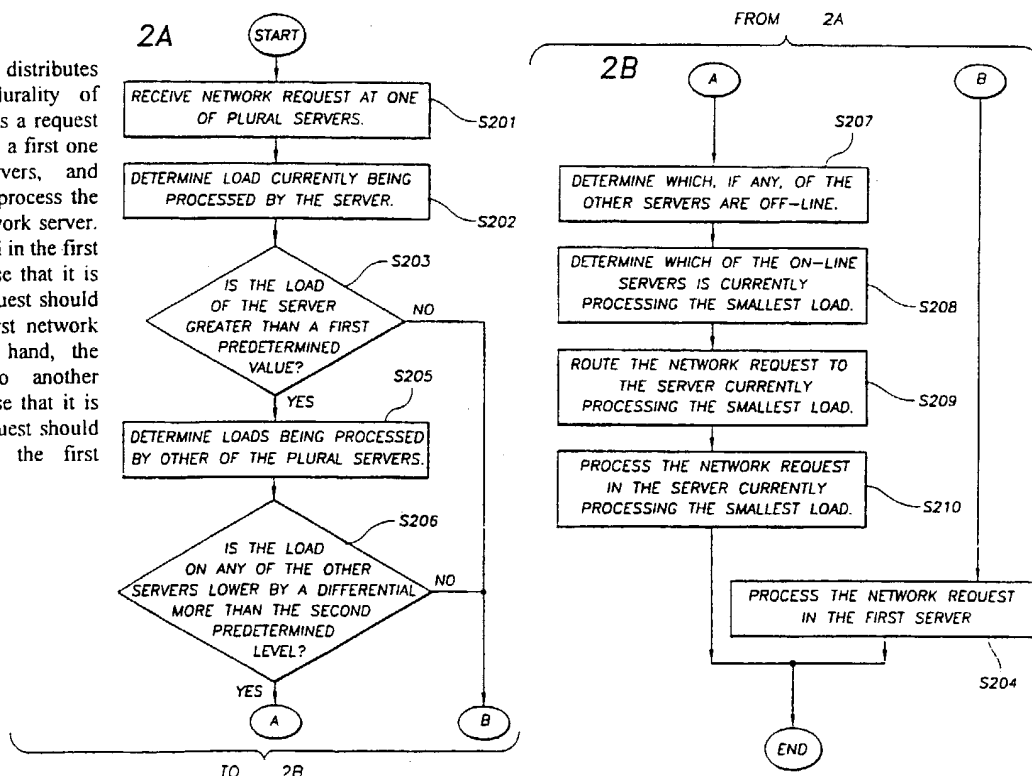 distributes
lurality of
s a request
a first one
rvers, and
process the
work server.
in the first
se that it is
uest should
rst network
hand, the
o another
se that it is
uest should
the first
2A
START
RECEIVE NETWORK REQUEST AT ONE
OF PLURAL SERVERS.
S201
DETERMINE LOAD CURRENTLY BEING
PROCESSED BY THE SERVER.
S202
S203
IS THE LOAD
OF THE SERVER
GREATER THAN A FIRST
PREDETERMINED
VALUE?
NO
YES
S205
DETERMINE LOADS BEING PROCESSED
BY OTHER OF THE PLURAL SERVERS.
S206
IS THE LOAD
ON ANY OF THE OTHER
SERVERS LOWER BY A DIFFERENTIAL
MORE THAN THE SECOND
PREDETERMINED
LEVEL?
NO
YES
A
B
TO 2B
FROM 2A
2B
A
B
S207
DETERMINE WHICH, IF ANY, OF THE
OTHER SERVERS ARE OFF-LINE.
DETERMINE WHICH OF THE ON-LINE
SERVERS IS CURRENTLY
PROCESSING THE SMALLEST LOAD.
S208
ROUTE THE NETWORK REQUEST TO
THE SERVER CURRENTLY
PROCESSING THE SMALLEST LOAD.
S209
PROCESS THE NETWORK REQUEST
IN THE SERVER CURRENTLY
PROCESSING THE SMALLEST LOAD.
S210
PROCESS THE NETWORK REQUEST
IN THE FIRST SERVER
S204
END